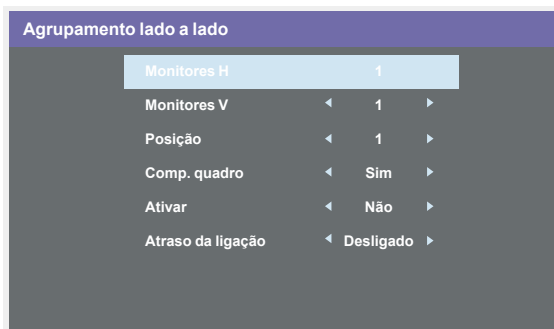 Agrupamento lado a lado
Monitores H 1
Monitores V 1
Posição 1
Comp. quadro Sim
Ativar Não
Atraso da ligação Desligado